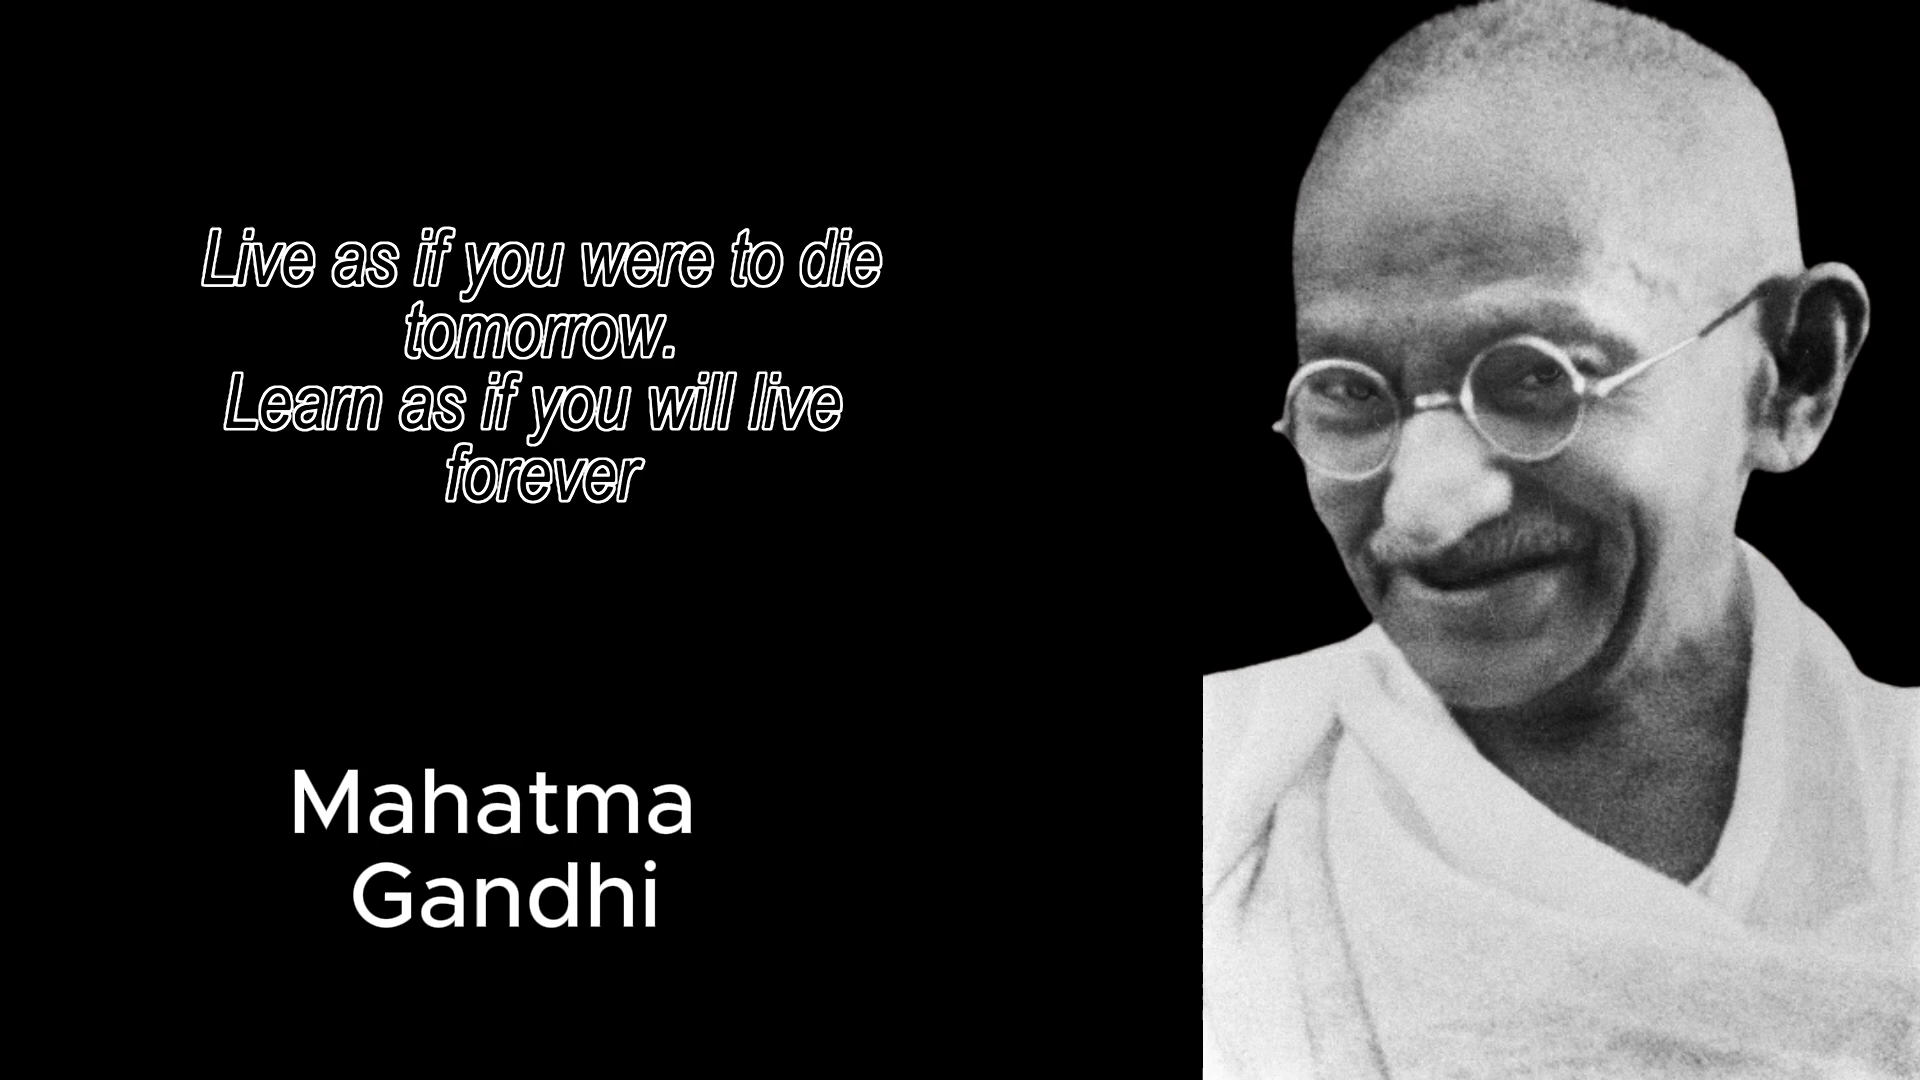 Live as if you were to die
tomorrow.
Learn as if you will live
forever
Mahatma
Gandhi